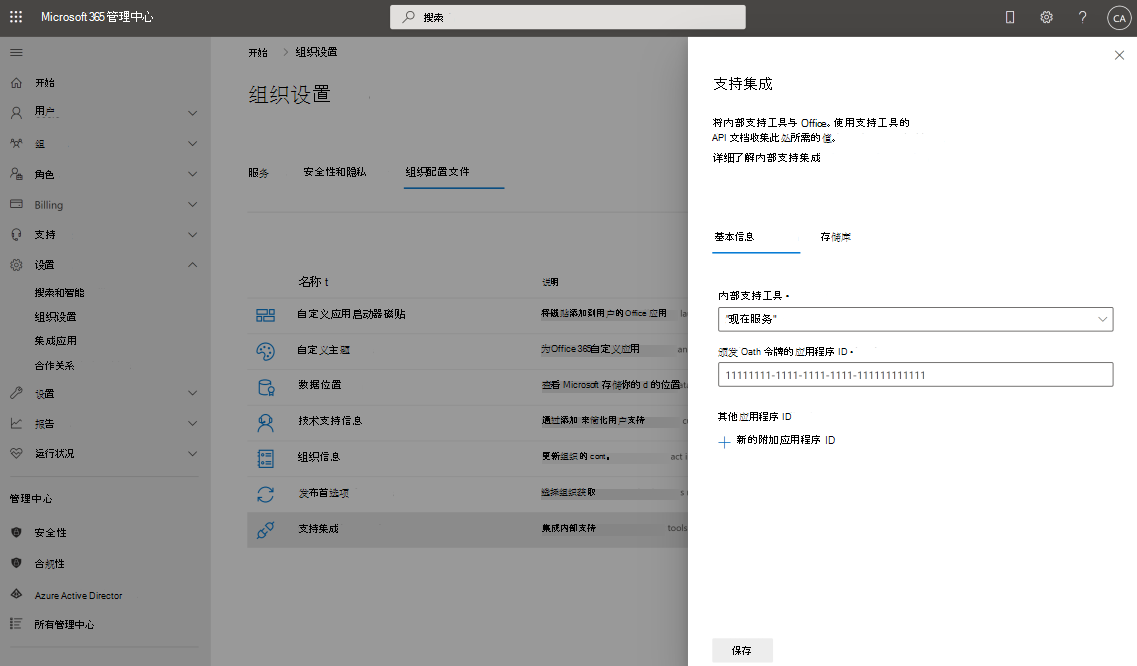 Microsoft 365 管理中心
搜索
CA
开始
用户
组
角色
Billing
支持
设置
搜索和智能
组织设置
集成应用
合作关系
设置
报告
运行状况
管理中心
安全性
合规性
Azure Active Director
所有管理中心
开始 > 组织设置
组织设置
服务 安全性和隐私 组织配置文件
名称 t 说明
自定义应用启动器磁贴 将磁贴添加到用户的 Office 应用
自定义主题 为Office 365自定义应用 an
数据位置 查看 Microsoft 存储你的 d 的位置
技术支持信息 通过添加 来简化用户支持
组织信息 更新组织的 cont。 act i
发布首选项 选择组织获取
支持集成 集成内部支持 tools
支持集成
将内部支持工具与 Office。使用支持工具的
API 文档收集此处所需的值。
详细了解内部支持集成
基本信息 存储库
内部支持工具 •
"现在服务"
颁发 Oath 令牌的应用程序 ID •
11111111-1111-1111-1111-111111111111
其他应用程序 ID
新的附加应用程序 ID
保存